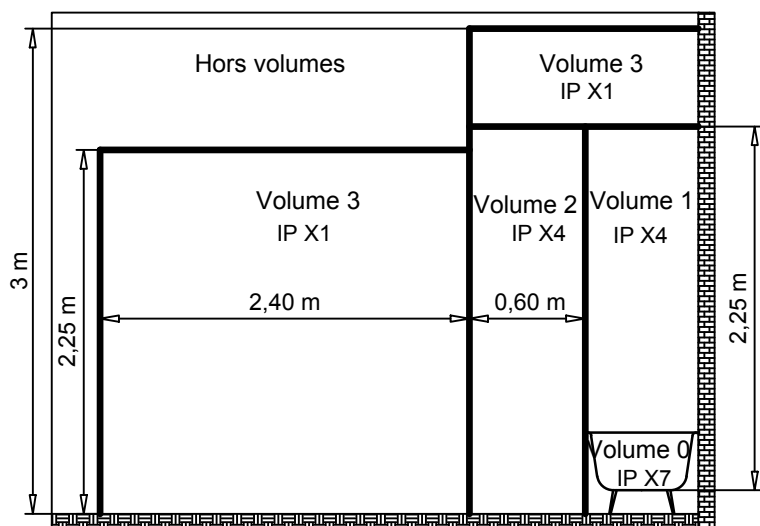 Hors volumes
Volume 3
IP X1
Volume 3
IP X1
Volume 2
IP X4
Volume 1
IP X4
3 m
2,25 m
2,40 m
0,60 m
2,25 m
Volume 0
IP X7